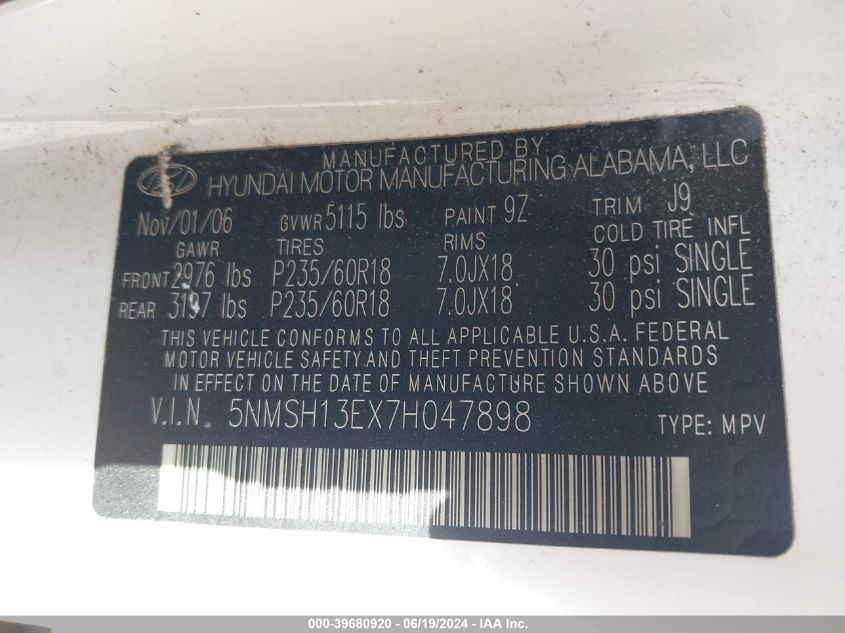 MANUFACTURED BY
HYUNDAI MOTOR MANUFACTURING ALABAMA, LLC
Nov/01/06 GVWR 5115 lbs PAINT 9Z TRIM J9
GAWR TIRES RIMS COLD TIRE INFL
FRONT 2976 lbs P235/60R18 7.0JX18 30 psi SINGLE
REAR 3197 lbs P235/60R18 7.0JX18 30 psi SINGLE
THIS VEHICLE CONFORMS TO ALL APPLICABLE U.S.A. FEDERAL
MOTOR VEHICLE SAFETY AND THEFT PREVENTION STANDARDS
IN EFFECT ON THE DATE OF MANUFACTURE SHOWN ABOVE
V.I.N. 5NMSH13EX7H047898 TYPE: MPV
000-39680920 - 06/19/2024 - IAA Inc.